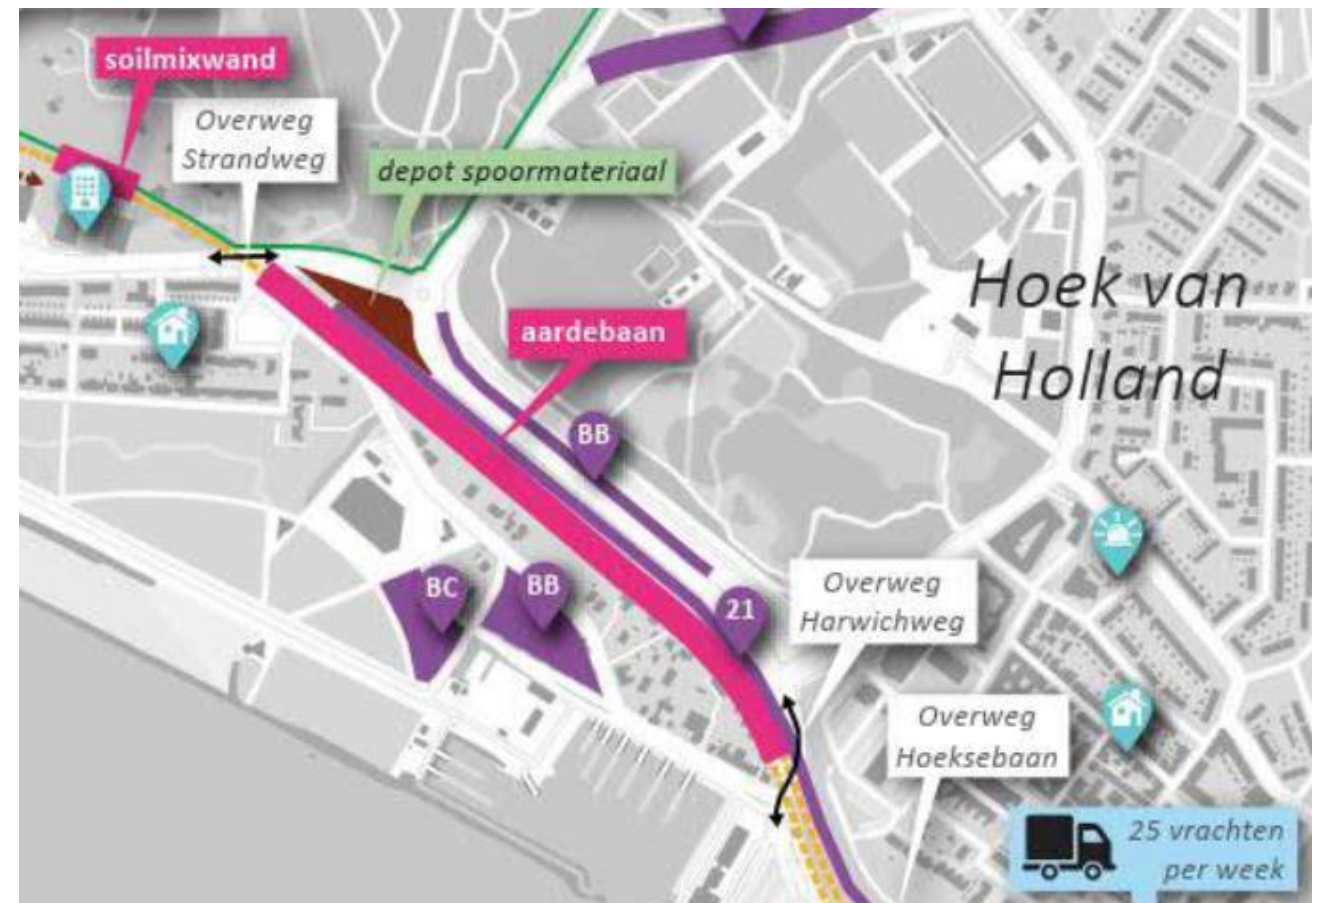 soilmixwand
Overweg
Strandweg
depot spoormateriaal
Hoek van
Holland
aardebaan
BB
BC
BB
21
Overweg
Harwichweg
Overweg
Hoeksebaan
25 vrachten
per week